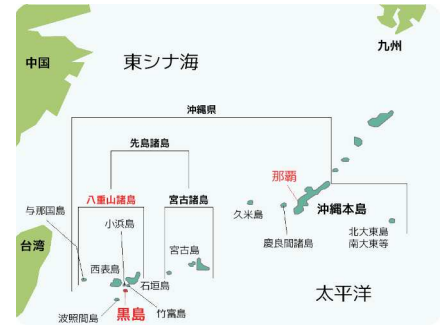 九州
中国
東シナ海
沖縄県
先島諸島
那覇
八重山諸島
宮古諸島
与那国島
小浜島
久米島
沖縄本島
慶良間諸島
北大東島
南大東等
台湾
宮古島
西表島
石垣島
太平洋
黒島
竹富島
波照間島